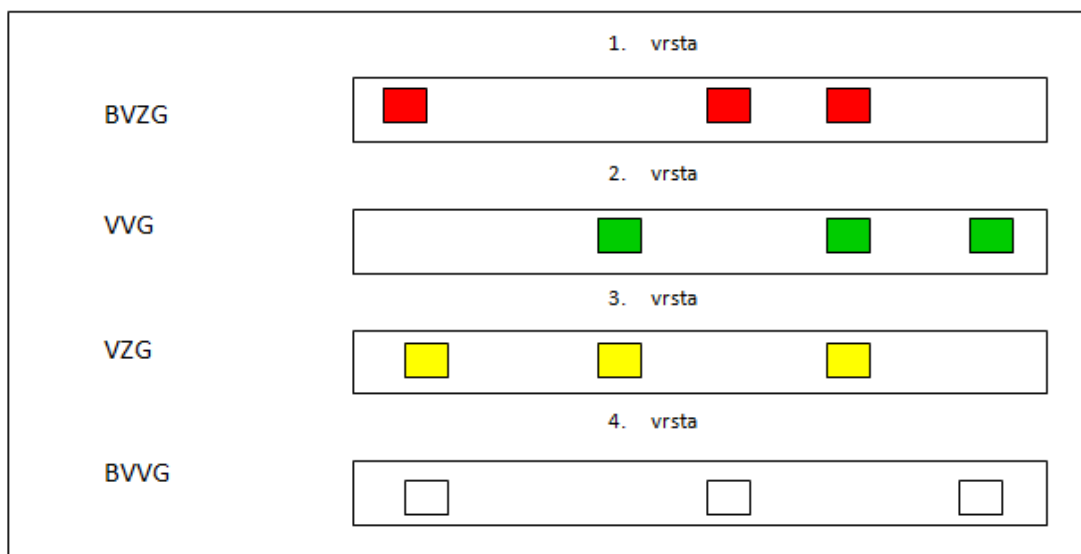 1. vrsta
BVZG
2. vrsta
VVG
3. vrsta
VZG
4. vrsta
BVVG